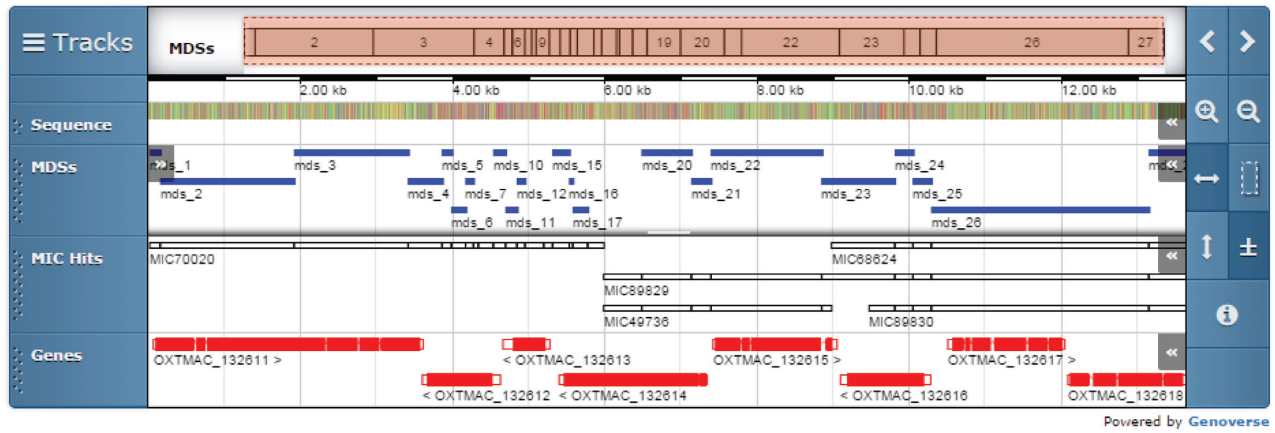 Tracks
MDSs 2 3 4 6 9 19 20 22 23 26 27
2.00 kb 4.00 kb 6.00 kb 8.00 kb 10.00 kb 12.00 kb
Sequence
MDSs
mds_3 mds_5 mds_10 mds_15 mds_20 mds_22 mds_24
mds_2 mds_4 mds_7 mds_12 mds_16 mds_21 mds_23 mds_25
mds_6 mds_11 mds_17 mds_26
MIC Hits
MIC70020 MIC68624
MIC89829
MIC49736 MIC89830
Genes
OXTMAC_132611 > < OXTMAC_132613 OXTMAC_132615 > OXTMAC_132617 >
< OXTMAC_132612 < OXTMAC_132614 < OXTMAC_132616 OXTMAC_132618
Powered by Genoverse